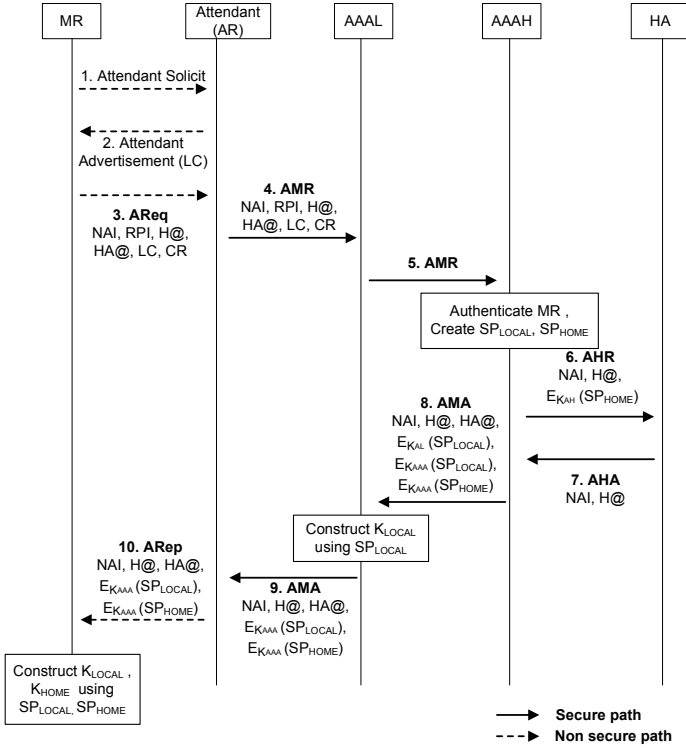 MR
Attendant
(AR)
AAAL
AAAH
HA
1. Attendant Solicit
2. Attendant
Advertisement (LC)
3. AReq
NAI, RPI, H@,
HA@, LC, CR
4. AMR
NAI, RPI, H@,
HA@, LC, CR
5. AMR
Authenticate MR ,
Create SPLOCAL, SPHOME
6. AHR
NAI, H@,
EKAH (SPHOME)
7. AHA
NAI, H@
8. AMA
NAI, H@, HA@,
EKAL (SPLOCAL),
EKAAA (SPLOCAL),
EKAAA (SPHOME)
Construct KLOCAL
using SPLOCAL
9. AMA
NAI, H@, HA@,
EKAAA (SPLOCAL),
EKAAA (SPHOME)
10. ARep
NAI, H@, HA@,
EKAAA (SPLOCAL),
EKAAA (SPHOME)
Construct KLOCAL ,
KHOME using
SPLOCAL, SPHOME
Secure path
Non secure path